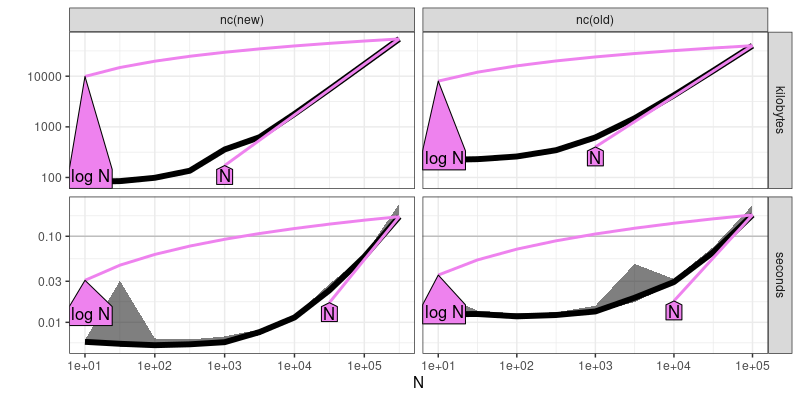 nc(new) nc(old)
10000
1000
100
log N N log N N
kilobytes
0.10
0.03
0.01
log N N log N N
seconds
1e+01 1e+02 1e+03 1e+04 1e+05 1e+01 1e+02 1e+03 1e+04 1e+05
N